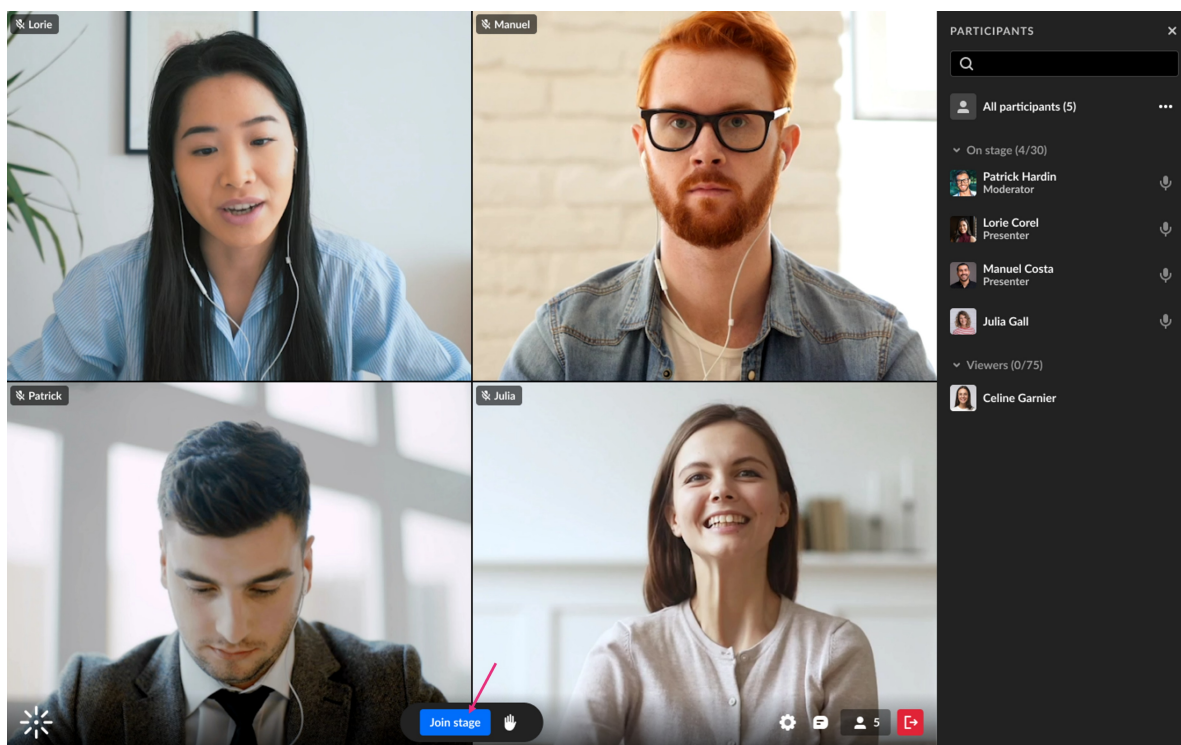 Lorie
Manuel
Patrick
Julia
Join stage
5
PARTICIPANTS
All participants (5)
On stage (4/30)
Patrick Hardin
Moderator
Lorie Corel
Presenter
Manuel Costa
Presenter
Julia Gall
Viewers (0/75)
Celine Garnier